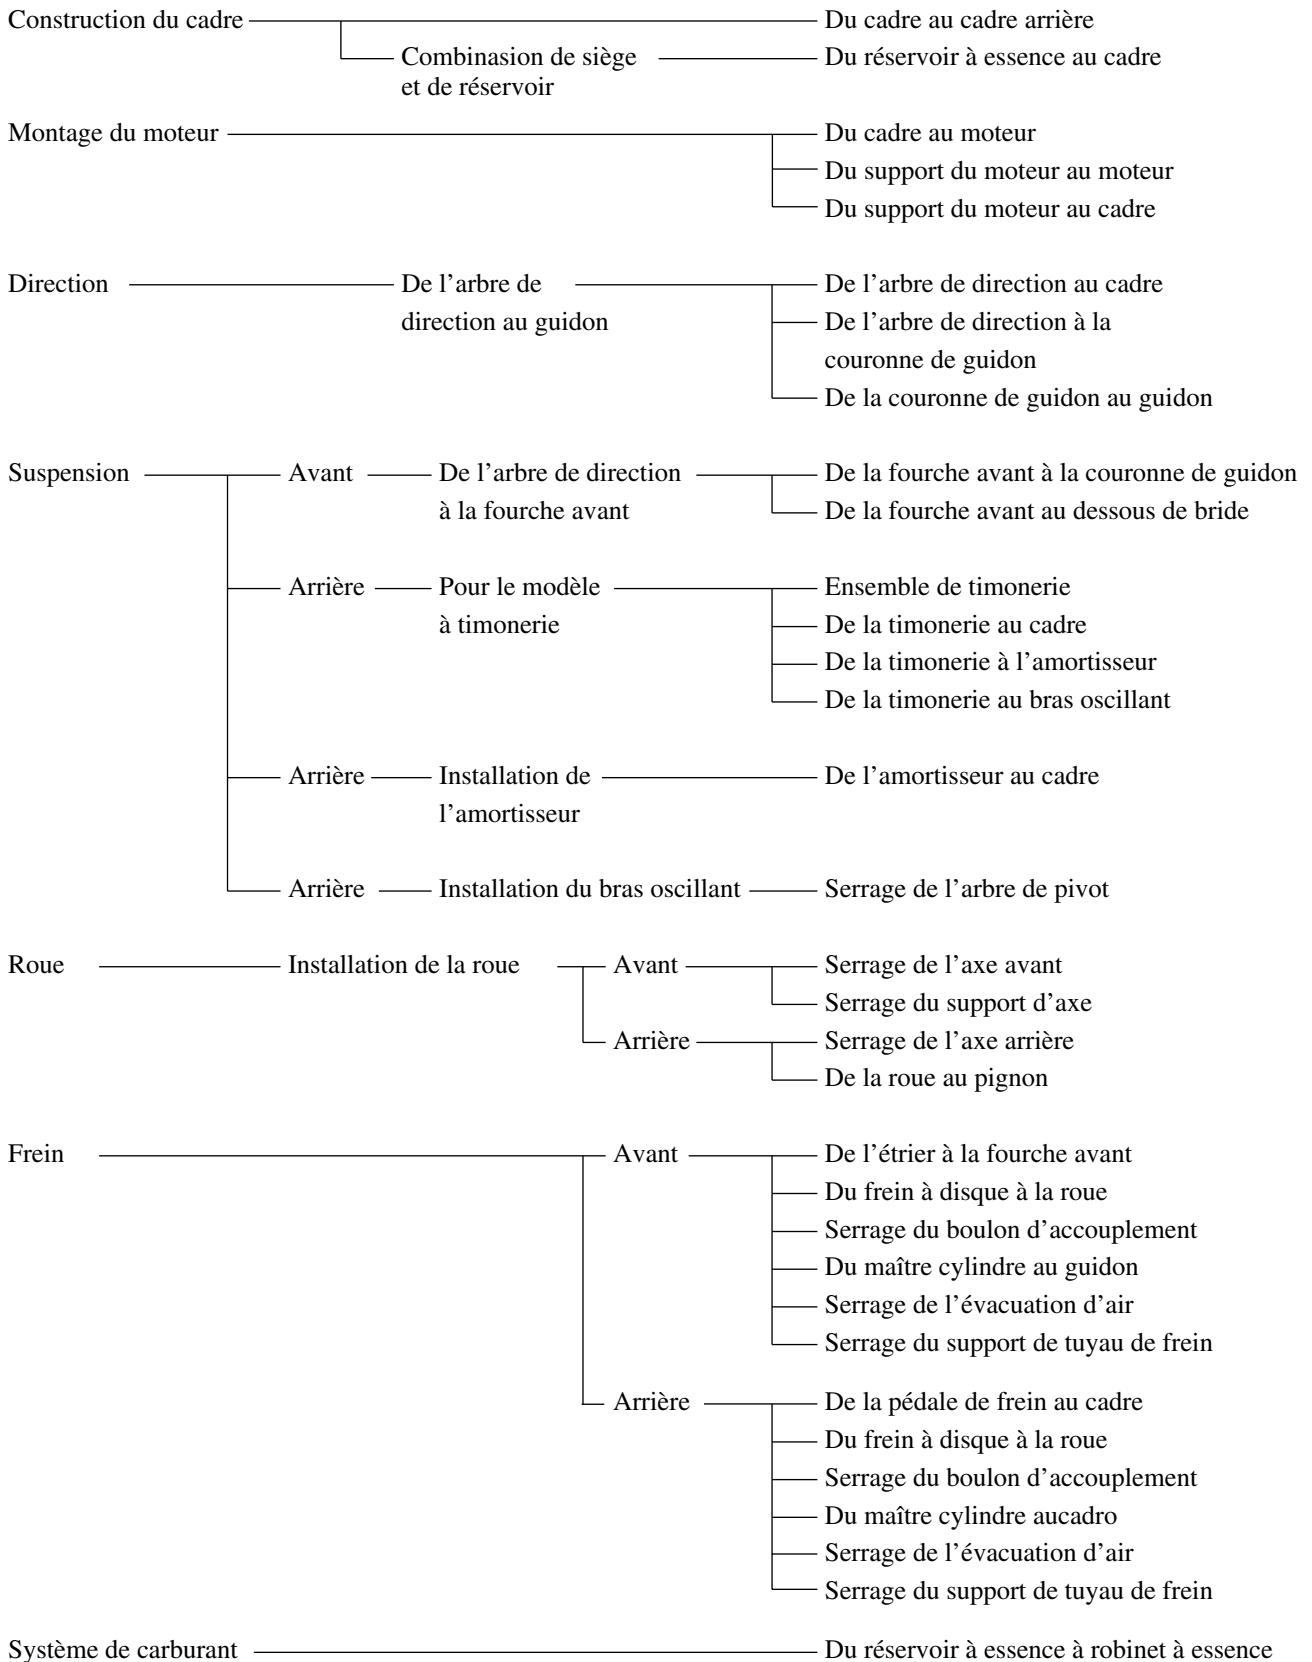 Construction du cadre Du cadre au cadre arrière
Combinasion de siège Du réservoir à essence au cadre
et de réservoir
Montage du moteur Du cadre au moteur
Du support du moteur au moteur
Du support du moteur au cadre
Direction De l'arbre de De l'arbre de direction au cadre
direction au guidon De l'arbre de direction à la
couronne de guidon
De la couronne de guidon au guidon
Suspension Avant De l'arbre de direction De la fourche avant à la couronne de guidon
à la fourche avant De la fourche avant au dessous de bride
Arrière Pour le modèle Ensemble de timonerie
à timonerie De la timonerie au cadre
De la timonerie à l'amortisseur
De la timonerie au bras oscillant
Arrière Installation de De l'amortisseur au cadre
l'amortisseur
Arrière Installation du bras oscillant Serrage de l'arbre de pivot
Roue Installation de la roue Avant Serrage de l'axe avant
Serrage du support d'axe
Arrière Serrage de l'axe arrière
De la roue au pignon
Frein Avant De l'étrier à la fourche avant
Du frein à disque à la roue
Serrage du boulon d'accouplement
Du maître cylindre au guidon
Serrage de l'évacuation d'air
Serrage du support de tuyau de frein
Arrière De la pédale de frein au cadre
Du frein à disque à la roue
Serrage du boulon d'accouplement
Du maître cylindre aucadro
Serrage de l'évacuation d'air
Serrage du support de tuyau de frein
Système de carburant Du réservoir à essence à robinet à essence